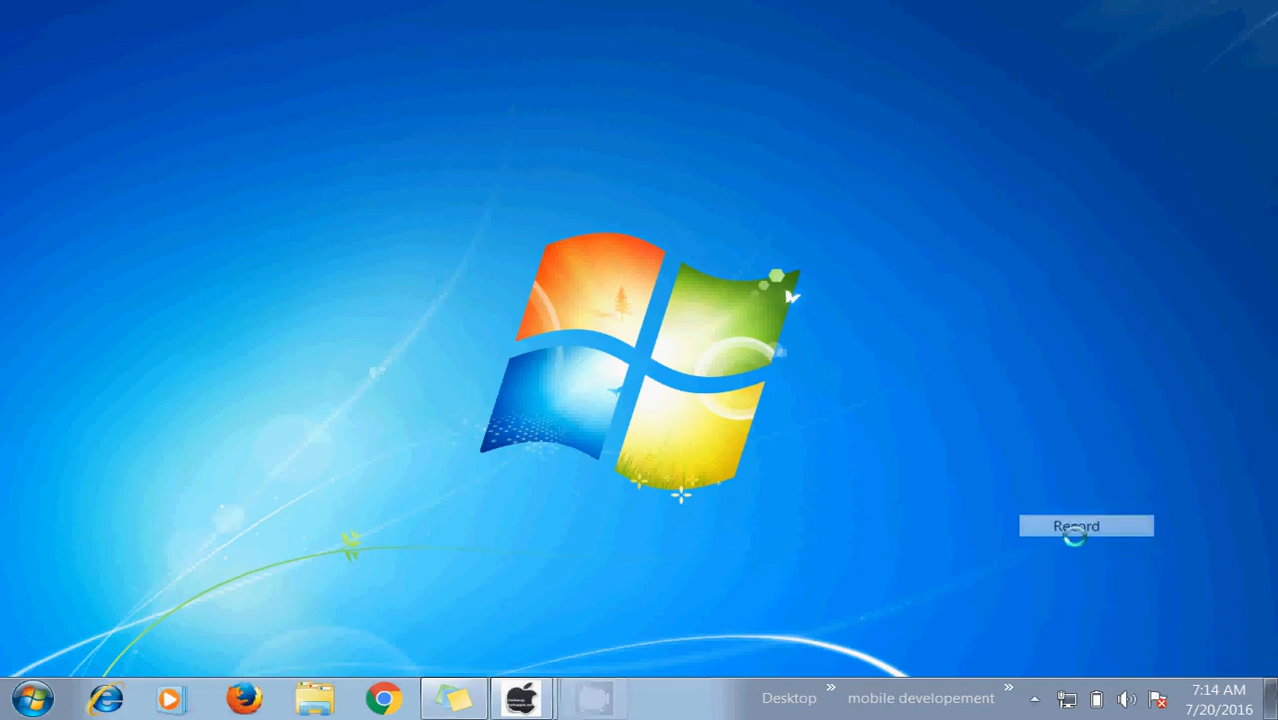 Record
Desktop »
mobile developement »
7:14 AM
7/20/2016